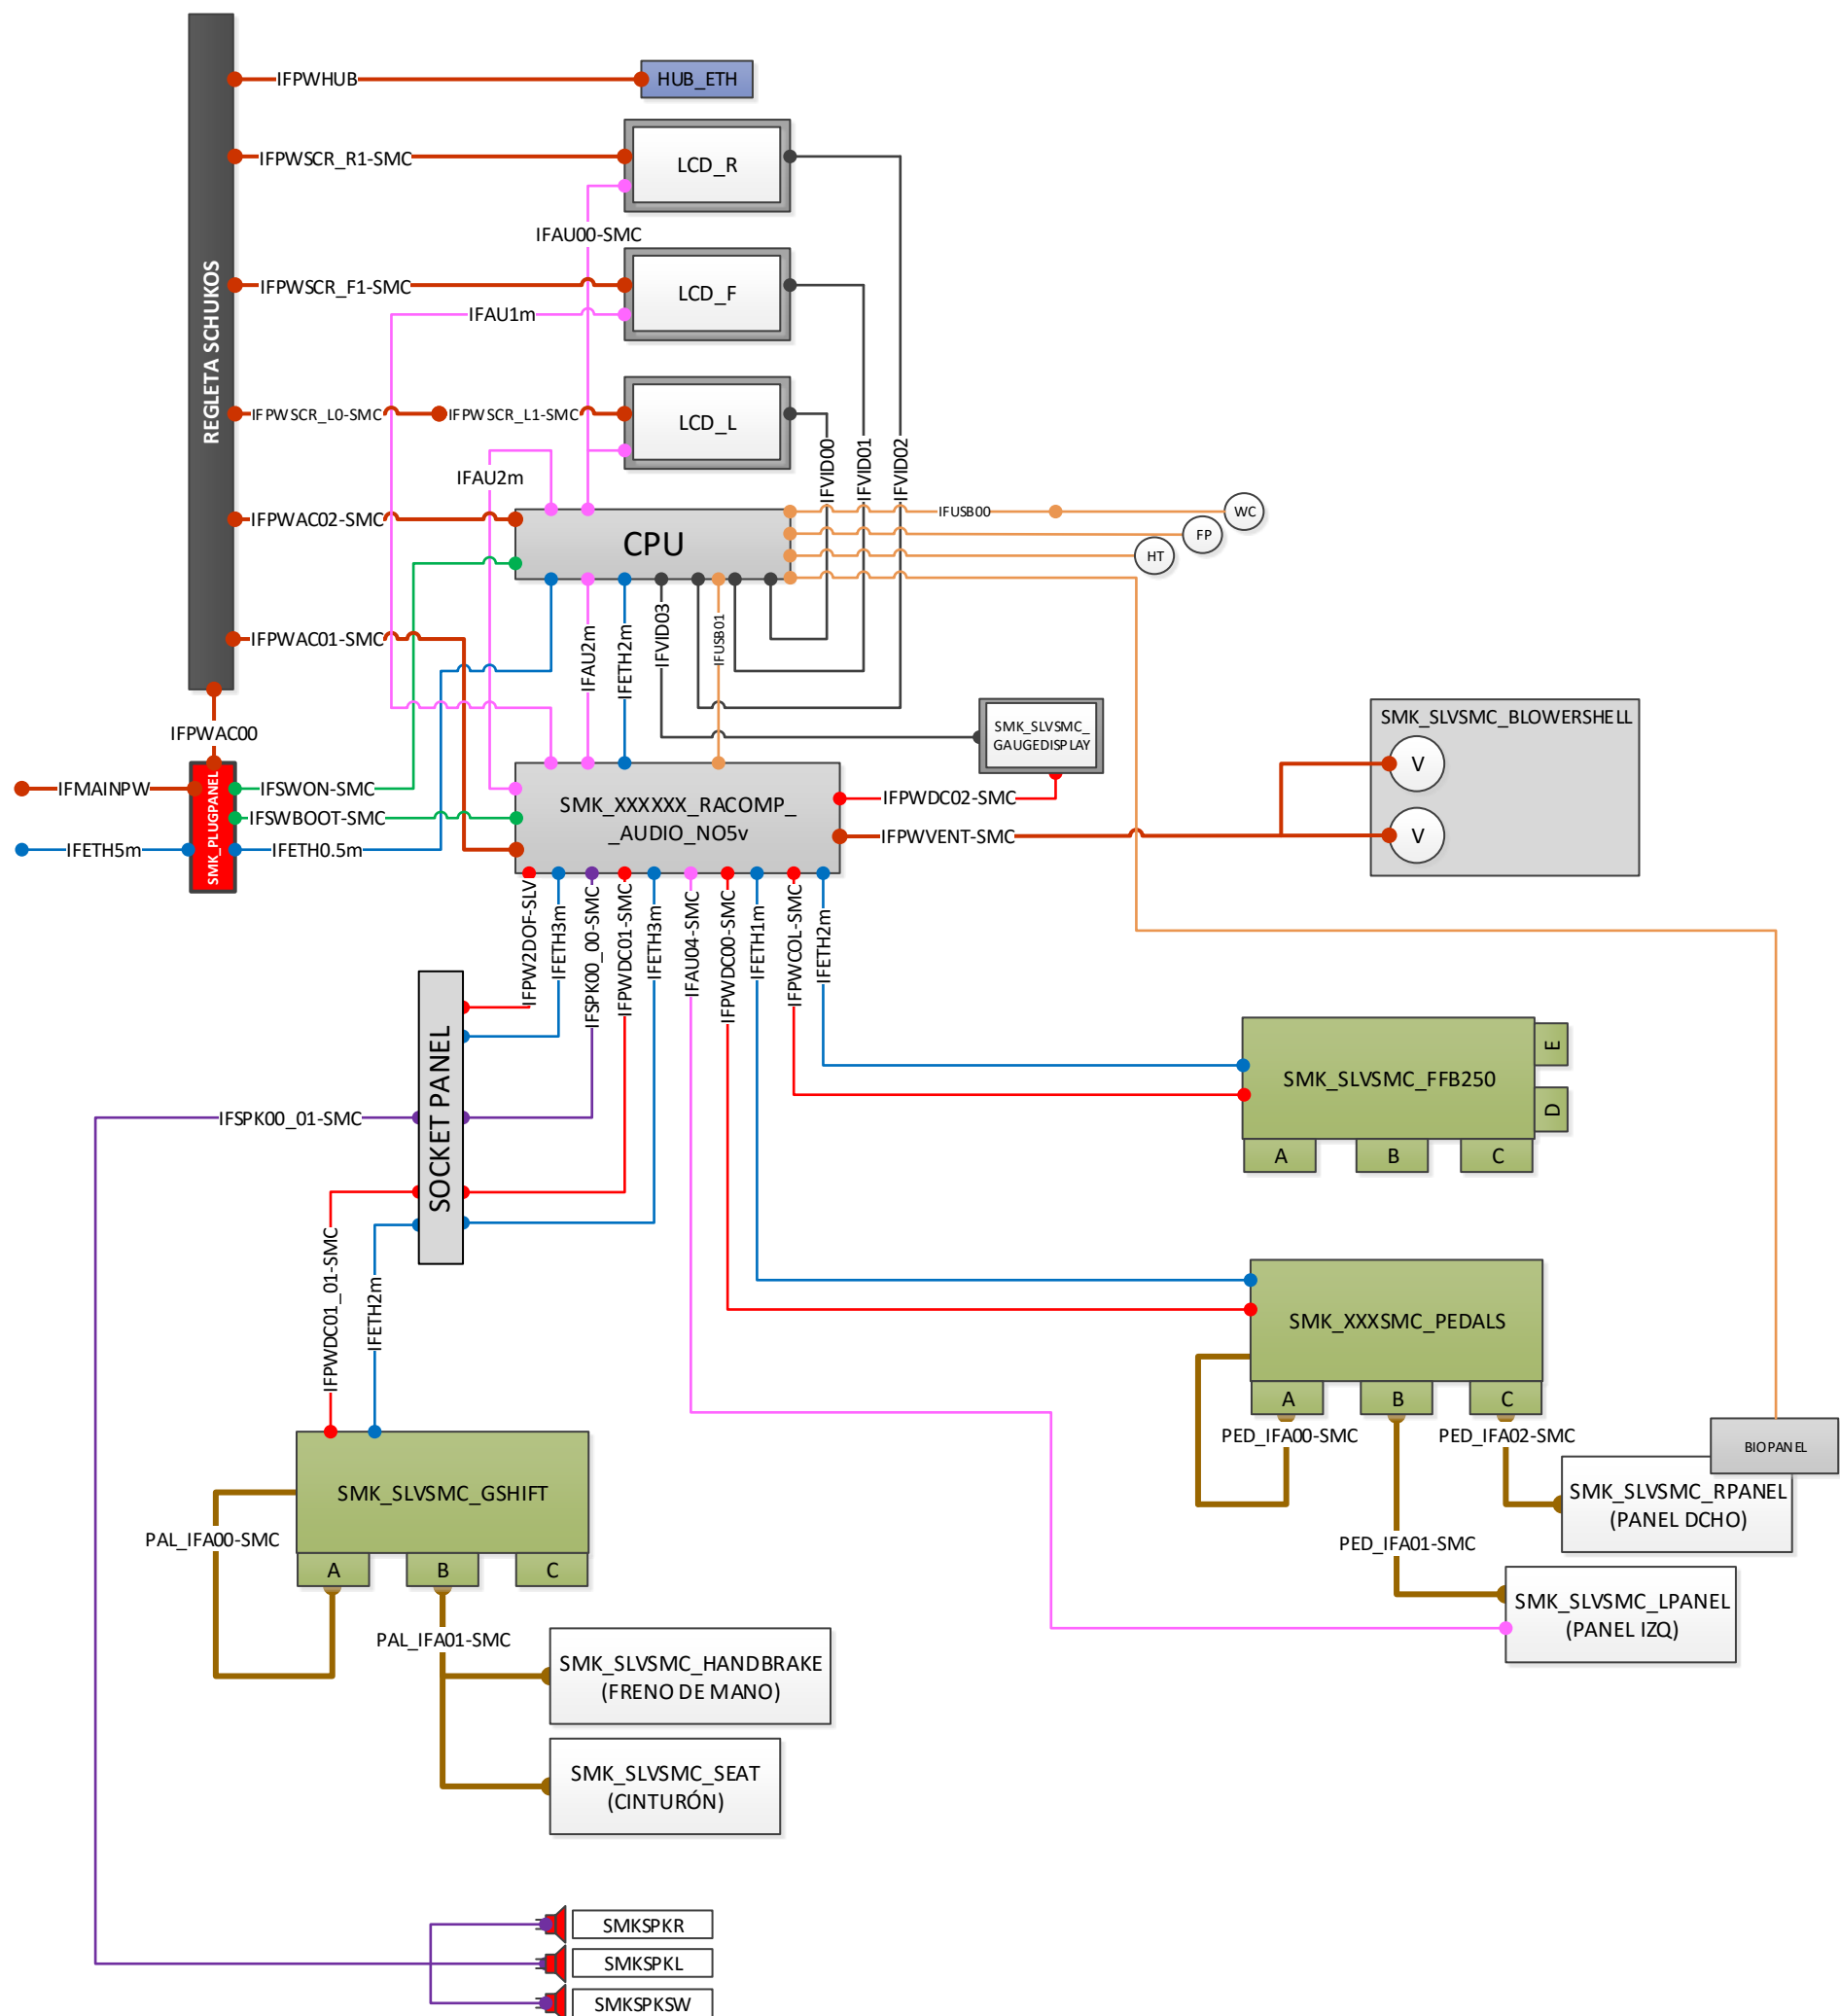 IFPWHUB
HUB_ETH
IFPWSCR_R1-SMC
LCD_R
IFAU00-SMC
REGLETA SCHUKOS
IFPWSCR_F1-SMC
LCD_F
IFAU1m
IFPWSCR_L0-SMC
IFPWSCR_L1-SMC
LCD_L
IFVID00
IFVID01
IFVID02
IFAU2m
IFPWAC02-SMC
CPU
IFUSB00
WC
FP
HT
IFPWAC01-SMC
IFAU2m
IFETH2m
IFVID03
IFUSB01
IFPWAC00
SMK_SLVSMC_
GAUGEDISPLAY
SMK_SLVSMC_BLOWERSHELL
V
V
IFMAINPW
SMK_PLUGPANEL
IFSWON-SMC
IFSWBOOT-SMC
IFETH5m
IFETH0.5m
SMK_XXXXXX_RACOMP_
_AUDIO_NO5v
IFPWDC02-SMC
IFPWVENT-SMC
IFPW2DOF-SLV
IFETH3m
IFSPK00_00-SMC
IFPWDC01-SMC
IFETH3m
IFAU04-SMC
IFPWDC00-SMC
IFETH1m
IFPWCOL-SMC
IFETH2m
SOCKET PANEL
IFSPK00_01-SMC
SMK_SLVSMC_FFB250
E
D
A
B
C
IFPWDC01_01-SMC
IFETH2m
SMK_XXXSMC_PEDALS
A
B
C
PED_IFA00-SMC
PED_IFA02-SMC
BIOPANEL
SMK_SLVSMC_RPANEL
(PANEL DCHO)
PED_IFA01-SMC
SMK_SLVSMC_LPANEL
(PANEL IZQ)
SMK_SLVSMC_GSHIFT
PAL_IFA00-SMC
A
B
C
PAL_IFA01-SMC
SMK_SLVSMC_HANDBRAKE
(FRENO DE MANO)
SMK_SLVSMC_SEAT
(CINTURÓN)
SMKSPKR
SMKSPKL
SMKSPKSW